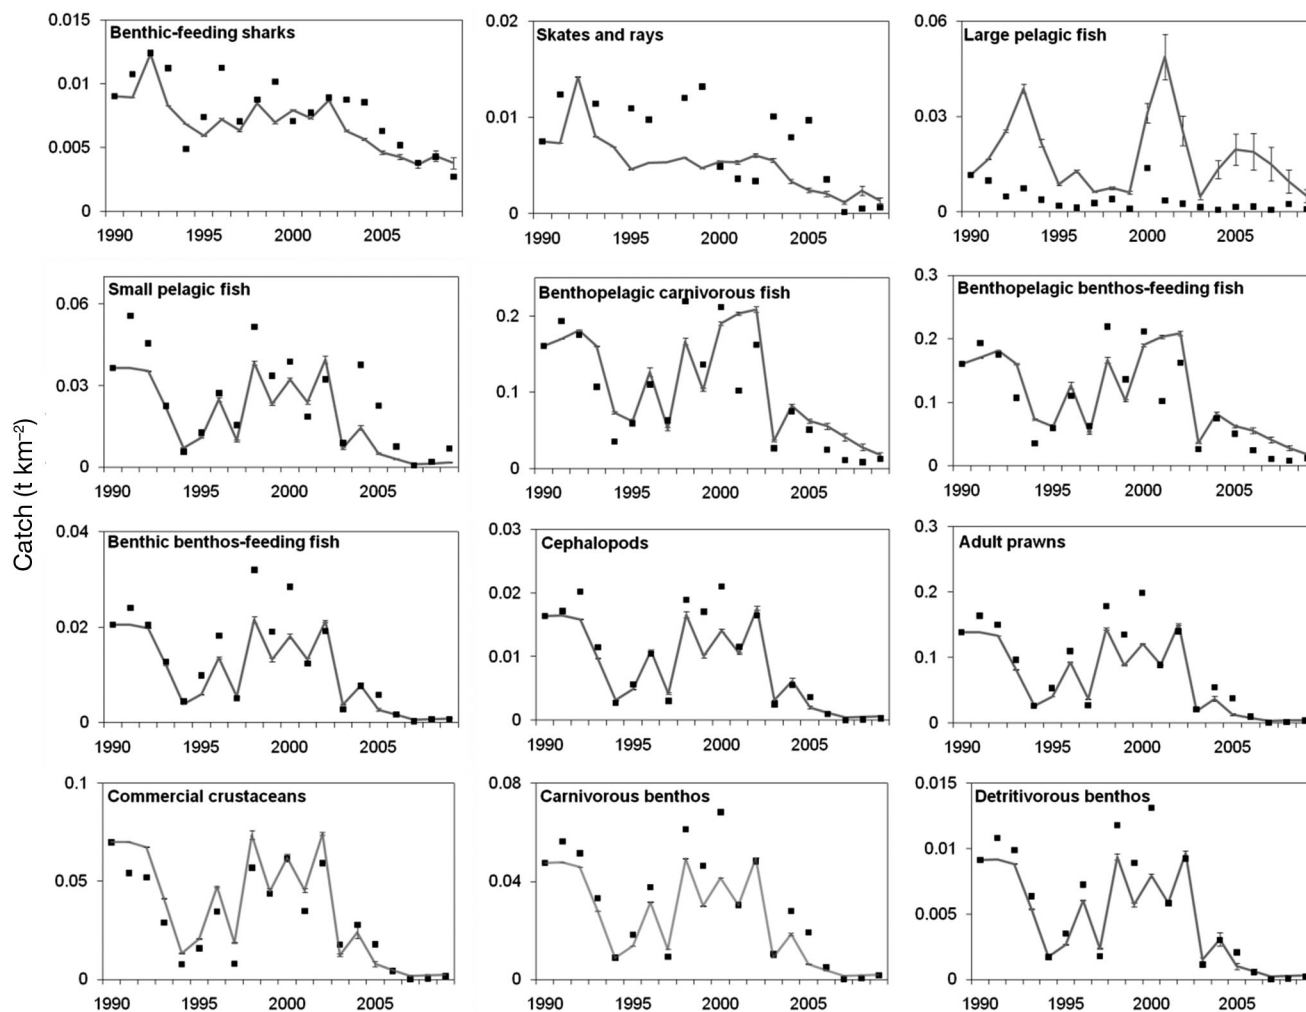 Catch (t km⁻²)
Benthic-feeding sharks
0.015
0.01
0.005
0
1990 1995 2000 2005
Skates and rays
0.02
0.01
0
1990 1995 2000 2005
Large pelagic fish
0.06
0.03
0
1990 1995 2000 2005
Small pelagic fish
0.06
0.03
0
1990 1995 2000 2005
Benthopelagic carnivorous fish
0.2
0.1
0
1990 1995 2000 2005
Benthopelagic benthos-feeding fish
0.3
0.2
0.1
0
1990 1995 2000 2005
Benthic benthos-feeding fish
0.04
0.02
0
1990 1995 2000 2005
Cephalopods
0.03
0.02
0.01
0
1990 1995 2000 2005
Adult prawns
0.3
0.2
0.1
0
1990 1995 2000 2005
Commercial crustaceans
0.1
0.05
0
1990 1995 2000 2005
Carnivorous benthos
0.08
0.04
0
1990 1995 2000 2005
Detritivorous benthos
0.015
0.01
0.005
0
1990 1995 2000 2005